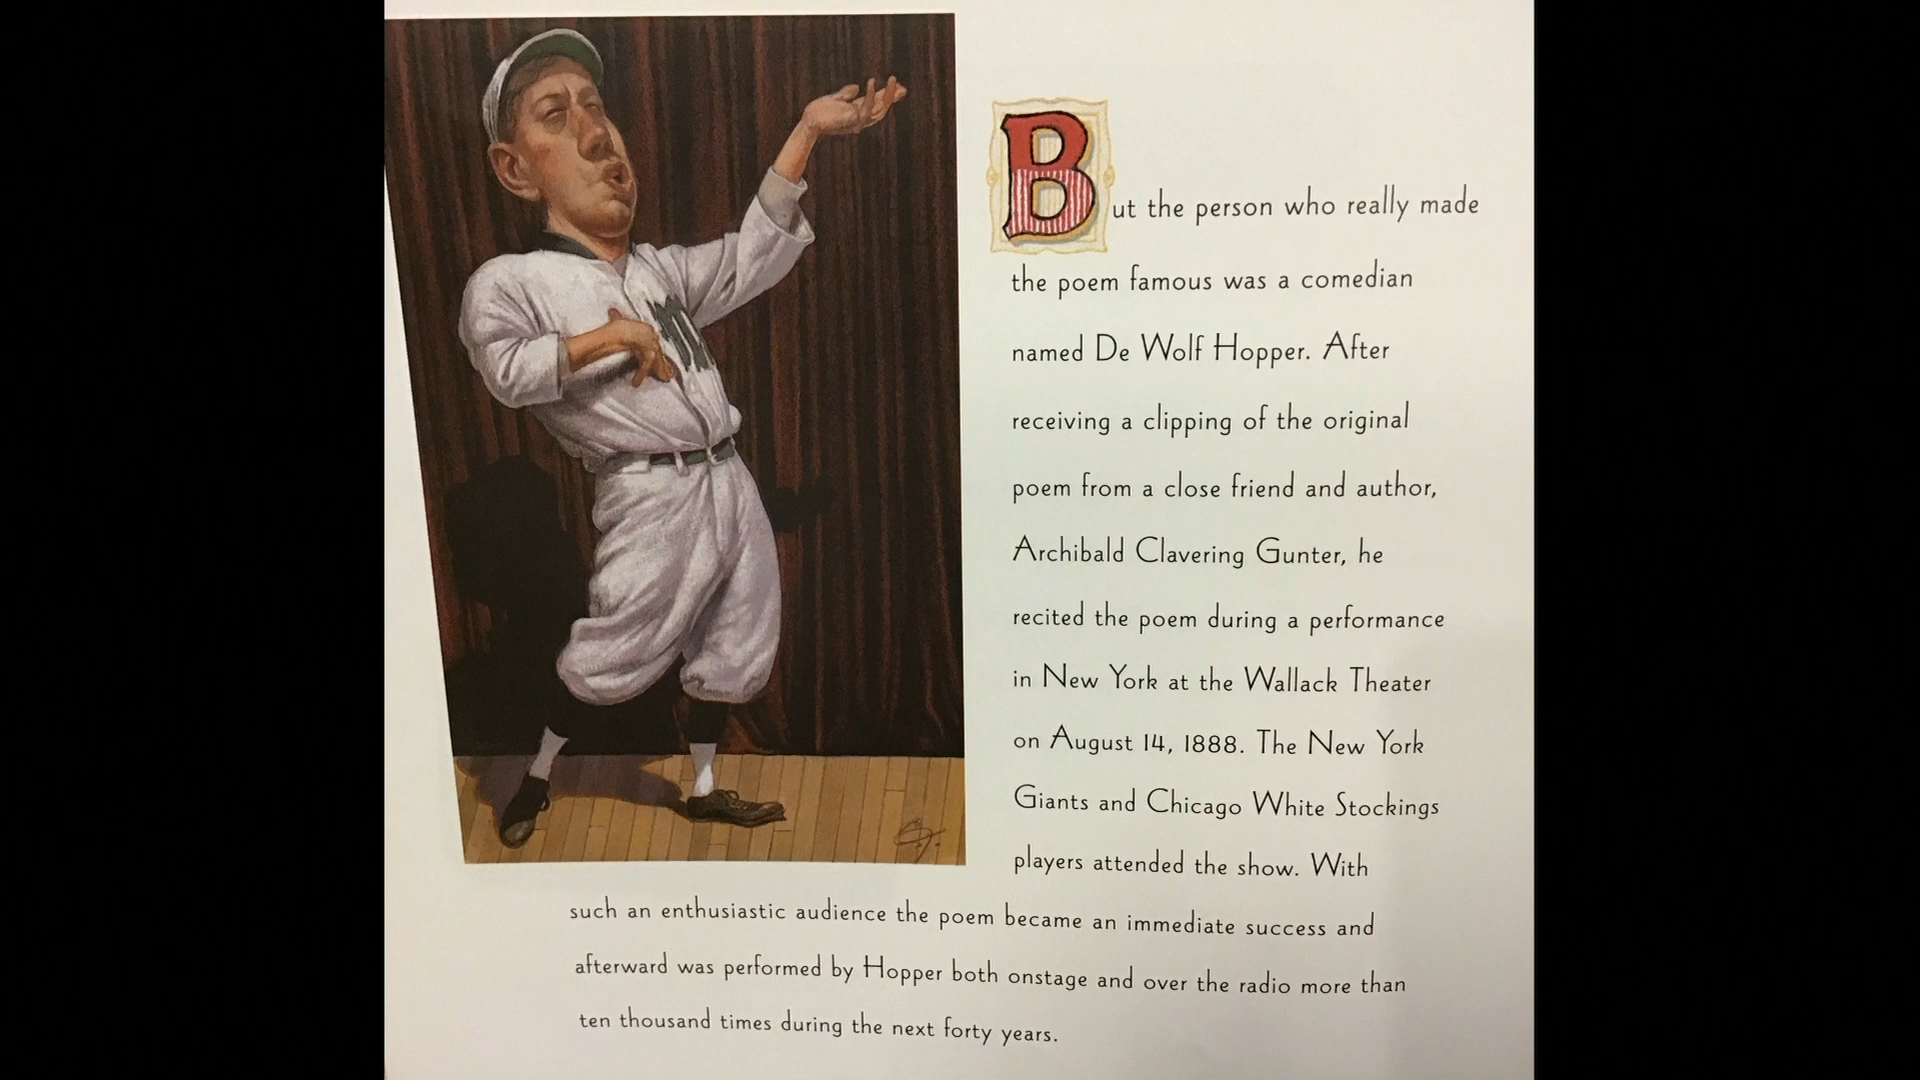 But the person who really made
the poem famous was a comedian
named De Wolf Hopper. After
receiving a clipping of the original
poem from a close friend and author,
Archibald Clavering Gunter, he
recited the poem during a performance
in New York at the Wallack Theater
on August 14, 1888. The New York
Giants and Chicago White Stockings
players attended the show. With
such an enthusiastic audience the poem became an immediate success and
afterward was performed by Hopper both onstage and over the radio more than
ten thousand times during the next forty years.
M